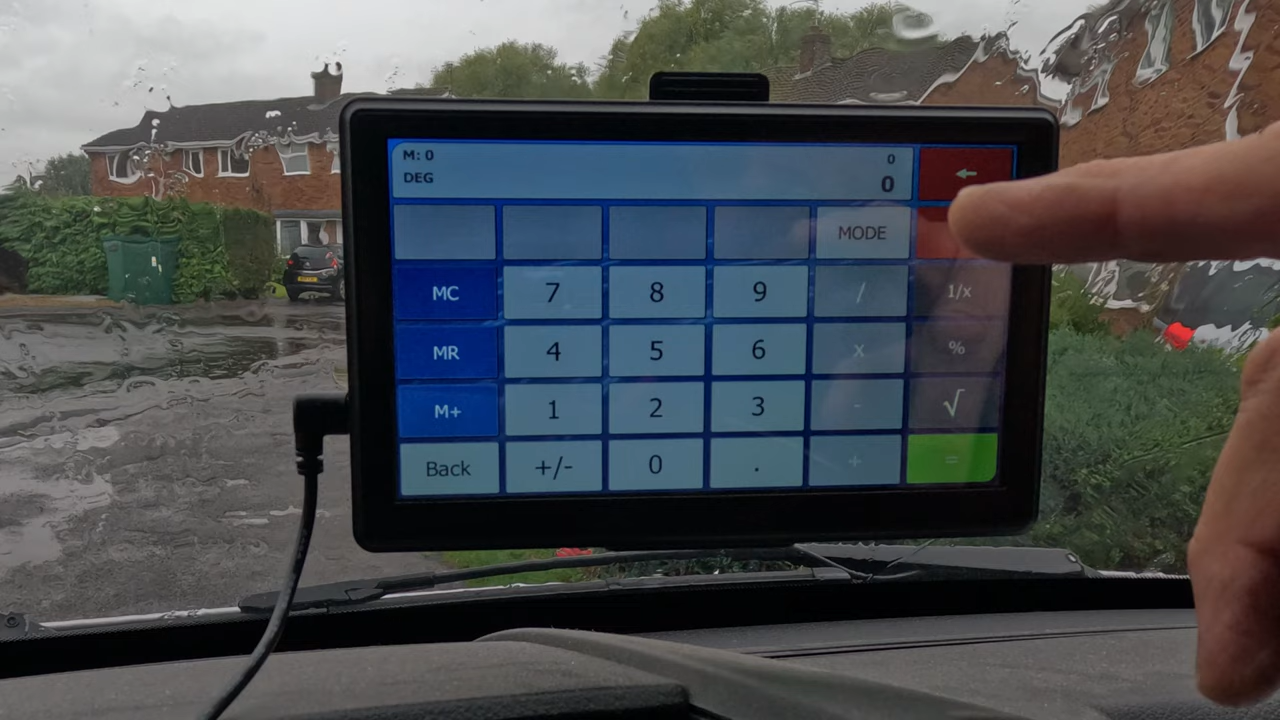 M: 0 0
DEG 0
←
MODE
MC 7 8 9 / 1/x
MR 4 5 6 x %
M+ 1 2 3 - √
Back +/- 0 . + =